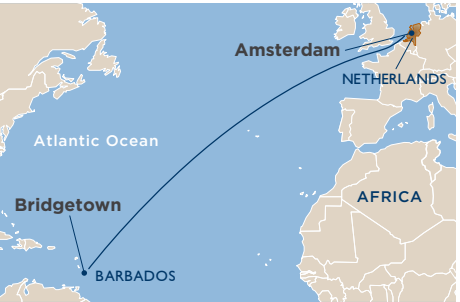 Amsterdam
NETHERLANDS
Atlantic Ocean
AFRICA
Bridgetown
BARBADOS